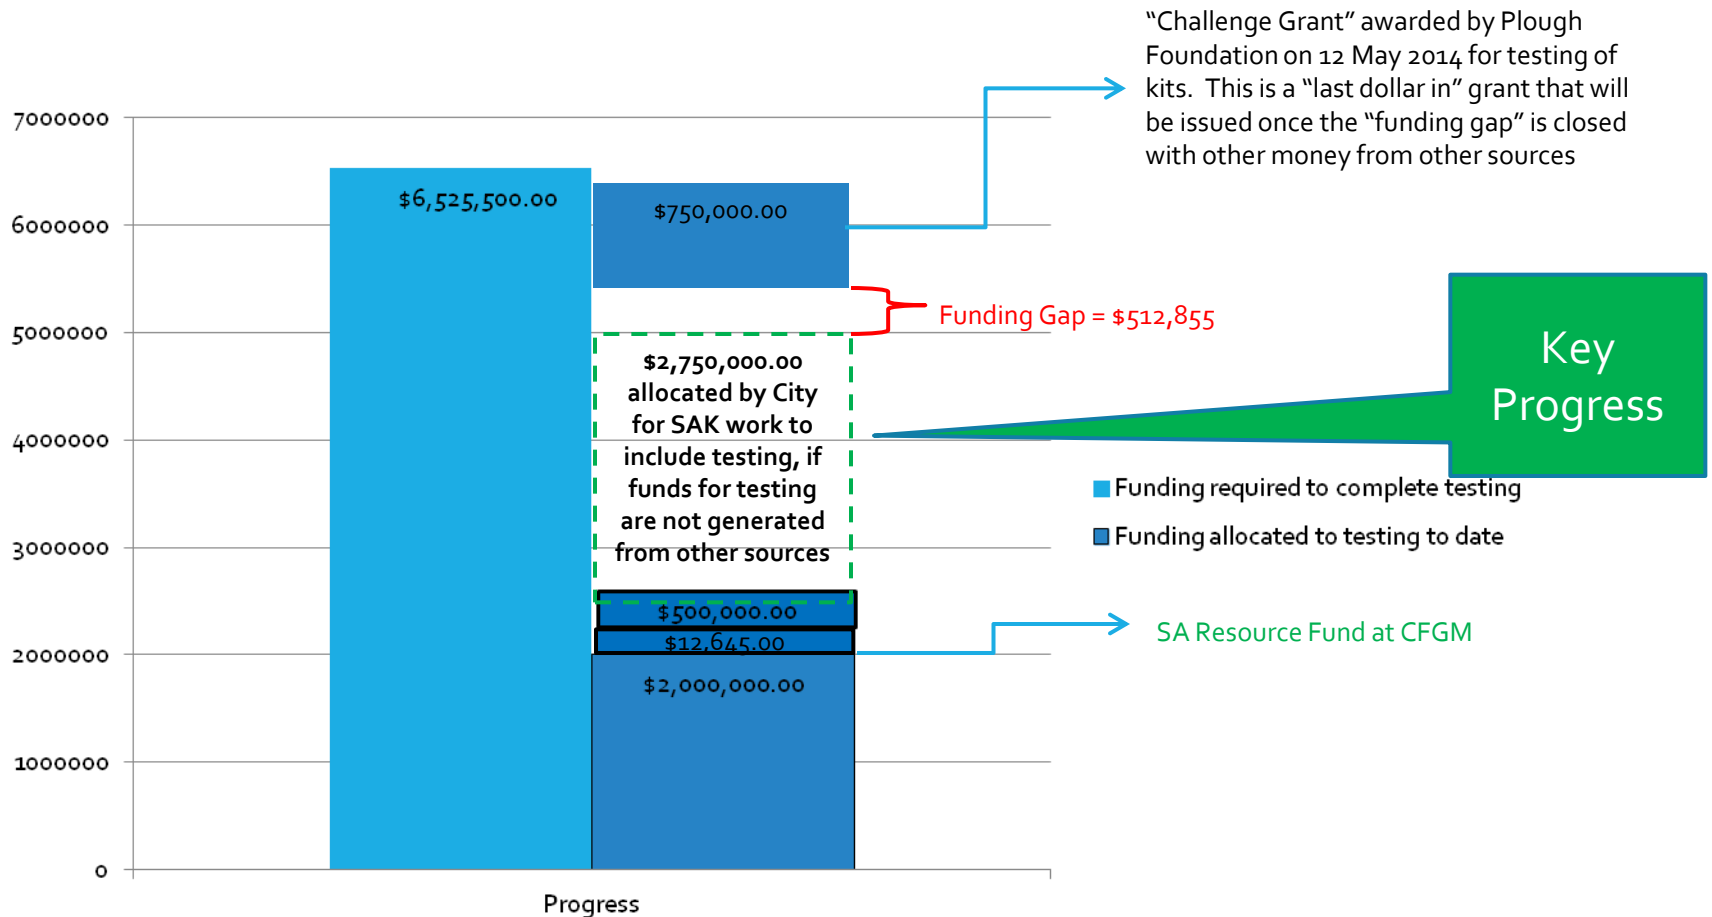 “Challenge Grant” awarded by Plough
Foundation on 12 May 2014 for testing of
kits.  This is a “last dollar in” grant that will
be issued once the “funding gap” is closed
with other money from other sources
7000000
6000000
5000000
4000000
3000000
2000000
1000000
0
$6,525,500.00
$750,000.00
Funding Gap = $512,855
$2,750,000.00
allocated by City
for SAK work to
include testing, if
funds for testing
are not generated
from other sources
$500,000.00
$12,645.00
$2,000,000.00
Key
Progress
Funding required to complete testing
Funding allocated to testing to date
SA Resource Fund at CFGM
Progress